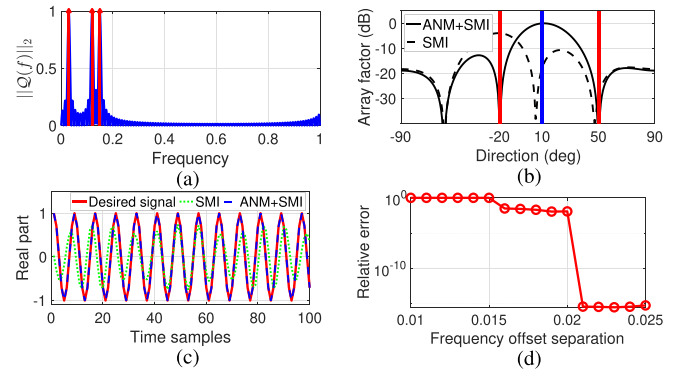 ||Q(f)||₂
1
0.5
0
0 0.2 0.4 0.6 0.8 1
Frequency
(a)
Array factor (dB)
0
-10
-20
-30
ANM+SMI
SMI
-90 -20 10 50 90
Direction (deg)
(b)
Real part
1
0
-1
Desired signal SMI ANM+SMI
0 20 40 60 80 100
Time samples
(c)
Relative error
10⁰
10⁻¹⁰
0.01 0.015 0.02 0.025
Frequency offset separation
(d)